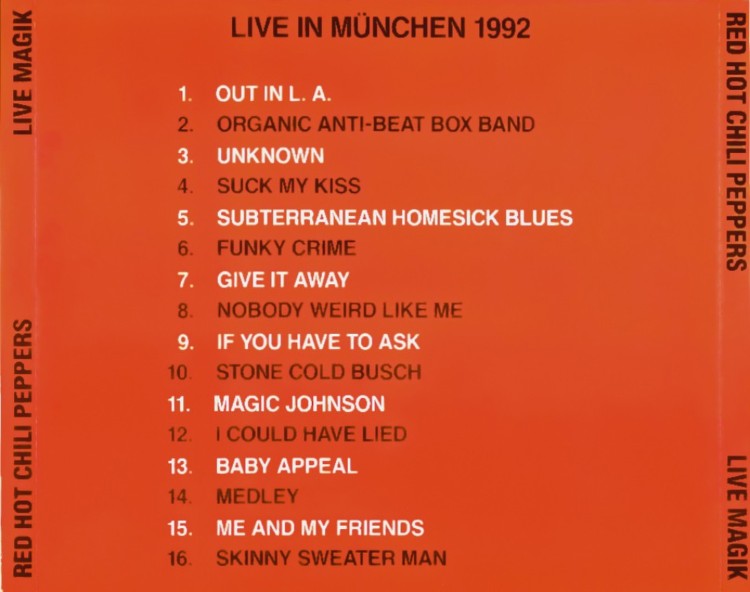 LIVE IN MÜNCHEN 1992
LIVE MAGIK
RED HOT CHILI PEPPERS
1. OUT IN L. A.
2. ORGANIC ANTI-BEAT BOX BAND
3. UNKNOWN
4. SUCK MY KISS
5. SUBTERRANEAN HOMESICK BLUES
6. FUNKY CRIME
7. GIVE IT AWAY
8. NOBODY WEIRD LIKE ME
9. IF YOU HAVE TO ASK
10. STONE COLD BUSCH
11. MAGIC JOHNSON
12. I COULD HAVE LIED
13. BABY APPEAL
14. MEDLEY
15. ME AND MY FRIENDS
16. SKINNY SWEATER MAN
RED HOT CHILI PEPPERS
LIVE MAGIK